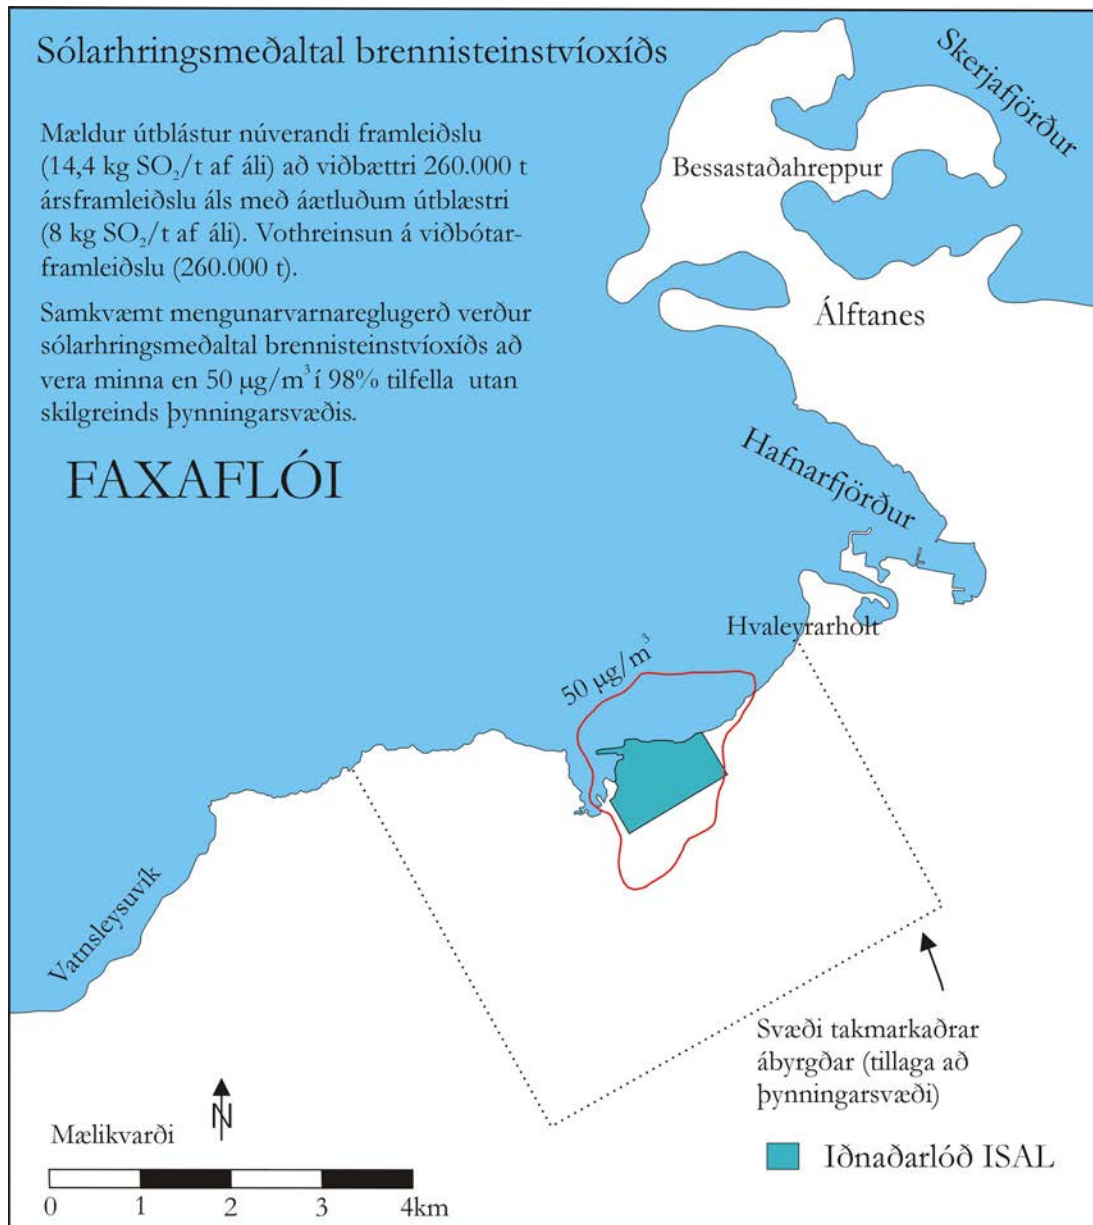 Sólarhringsmeðaltal brennisteinstvíoxíðs
Mældur útblástur núverandi framleiðslu
(14,4 kg SO₂/t af áli) að viðbættri 260.000 t
ársframleiðslu áls með áætluðum útblæstri
(8 kg SO₂/t af áli). Vothreinsun á viðbótar-
framleiðslu (260.000 t).
Samkvæmt mengunarvarnareglugerð verður
sólarhringsmeðaltal brennisteinstvíoxíðs að
vera minna en 50 µg/m³ í 98% tilfella utan
skilgreinds þynningarsvæðis.
FAXAFLÓI
Skerjafjörður
Bessastaðahreppur
Álftanes
Hafnarfjörður
Hvaleyrarholt
50 µg/m³
Vatnsleysuvík
Svæði takmarkaðrar
ábyrgðar (tillaga að
þynningarsvæði)
N
Mælikvarði
0 1 2 3 4km
Iðnaðarlóð ISAL